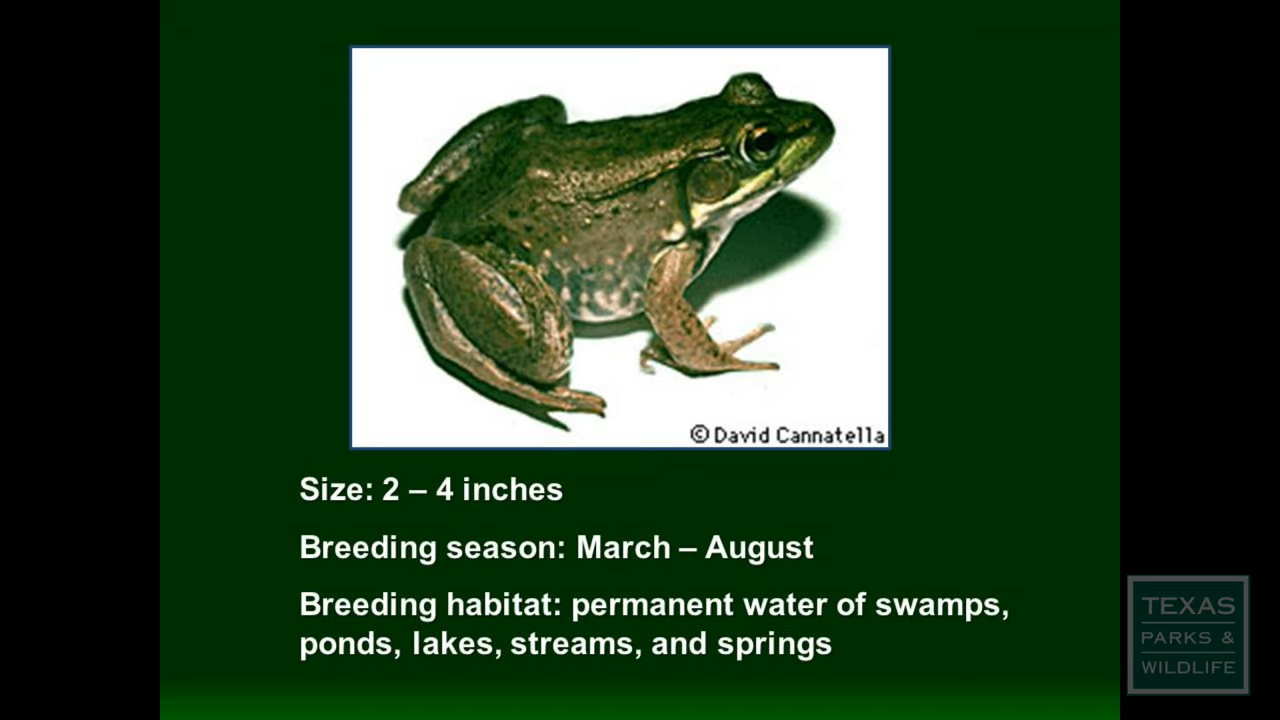 © David Cannatella
Size: 2 – 4 inches
Breeding season: March – August
Breeding habitat: permanent water of swamps,
ponds, lakes, streams, and springs
TEXAS
PARKS &
WILDLIFE